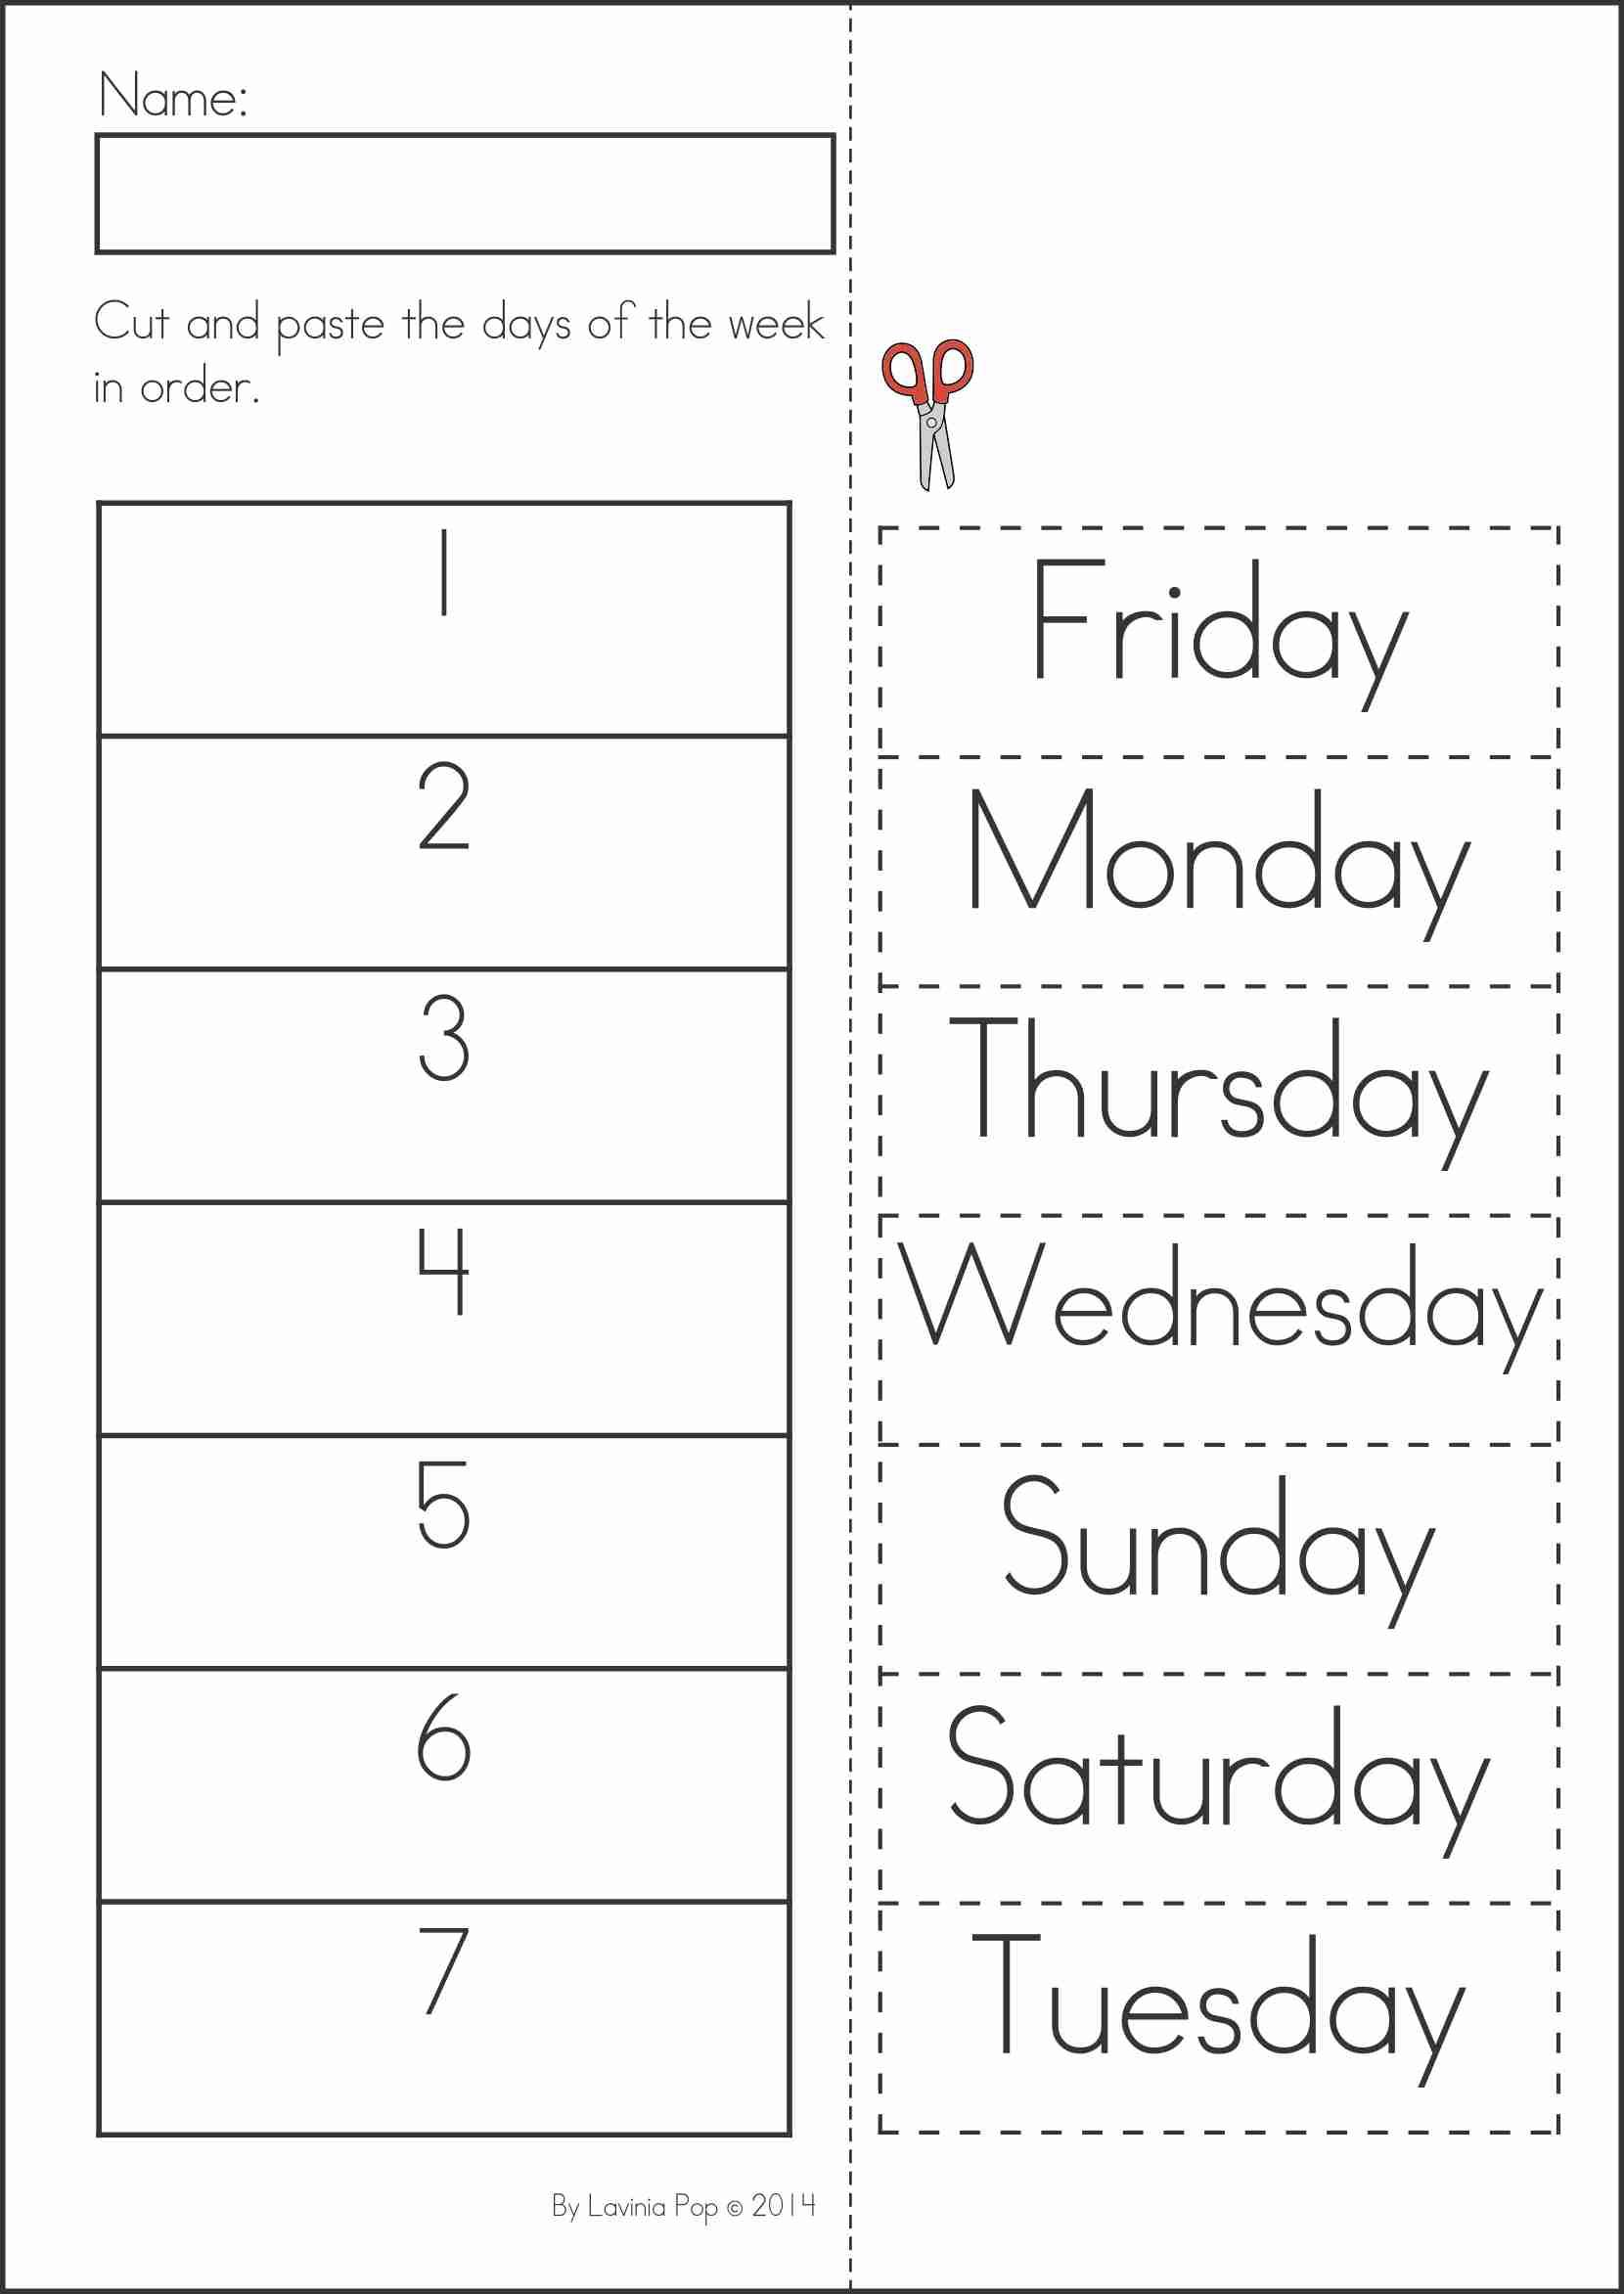 Name:
Cut and paste the days of the week
in order.
1
2
3
4
5
6
7
Friday
Monday
Thursday
Wednesday
Sunday
Saturday
Tuesday
By Lavinia Pop © 2014